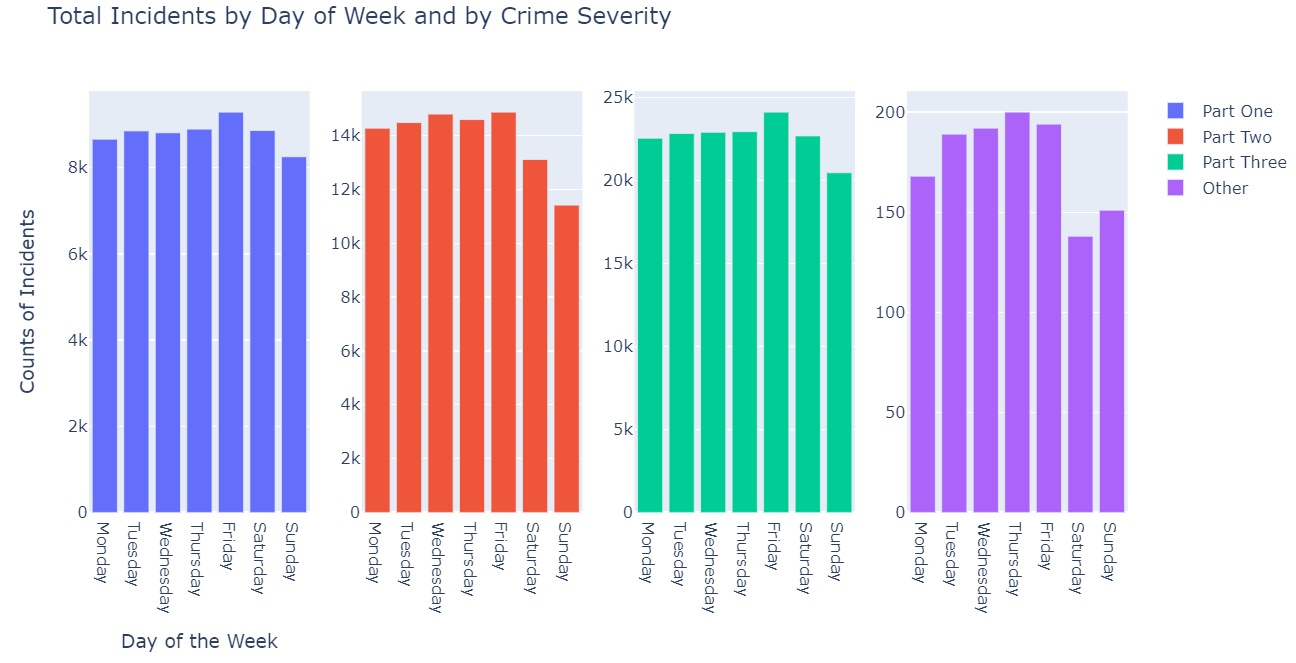 Total Incidents by Day of Week and by Crime Severity
Counts of Incidents
8k
6k
4k
2k
0
Monday
Tuesday
Wednesday
Thursday
Friday
Saturday
Sunday
Day of the Week
14k
12k
10k
8k
6k
4k
2k
0
Monday
Tuesday
Wednesday
Thursday
Friday
Saturday
Sunday
25k
20k
15k
10k
5k
0
Monday
Tuesday
Wednesday
Thursday
Friday
Saturday
Sunday
200
150
100
50
0
Monday
Tuesday
Wednesday
Thursday
Friday
Saturday
Sunday
Part One
Part Two
Part Three
Other